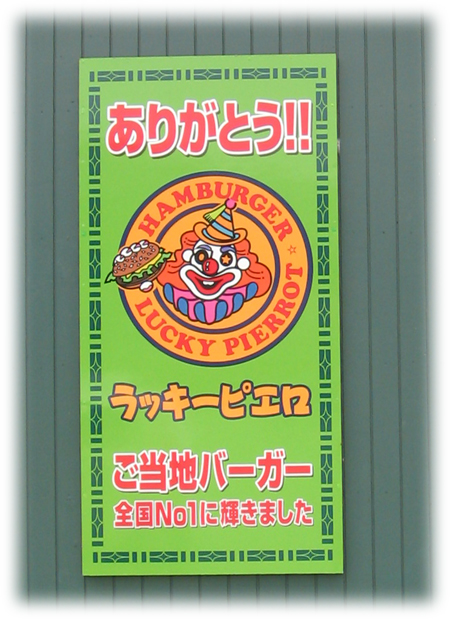 ありがとう!!
HAMBURGER
LUCKY PIERROT
ラッキーピエロ
ご当地バーガー
全国No1に輝きました